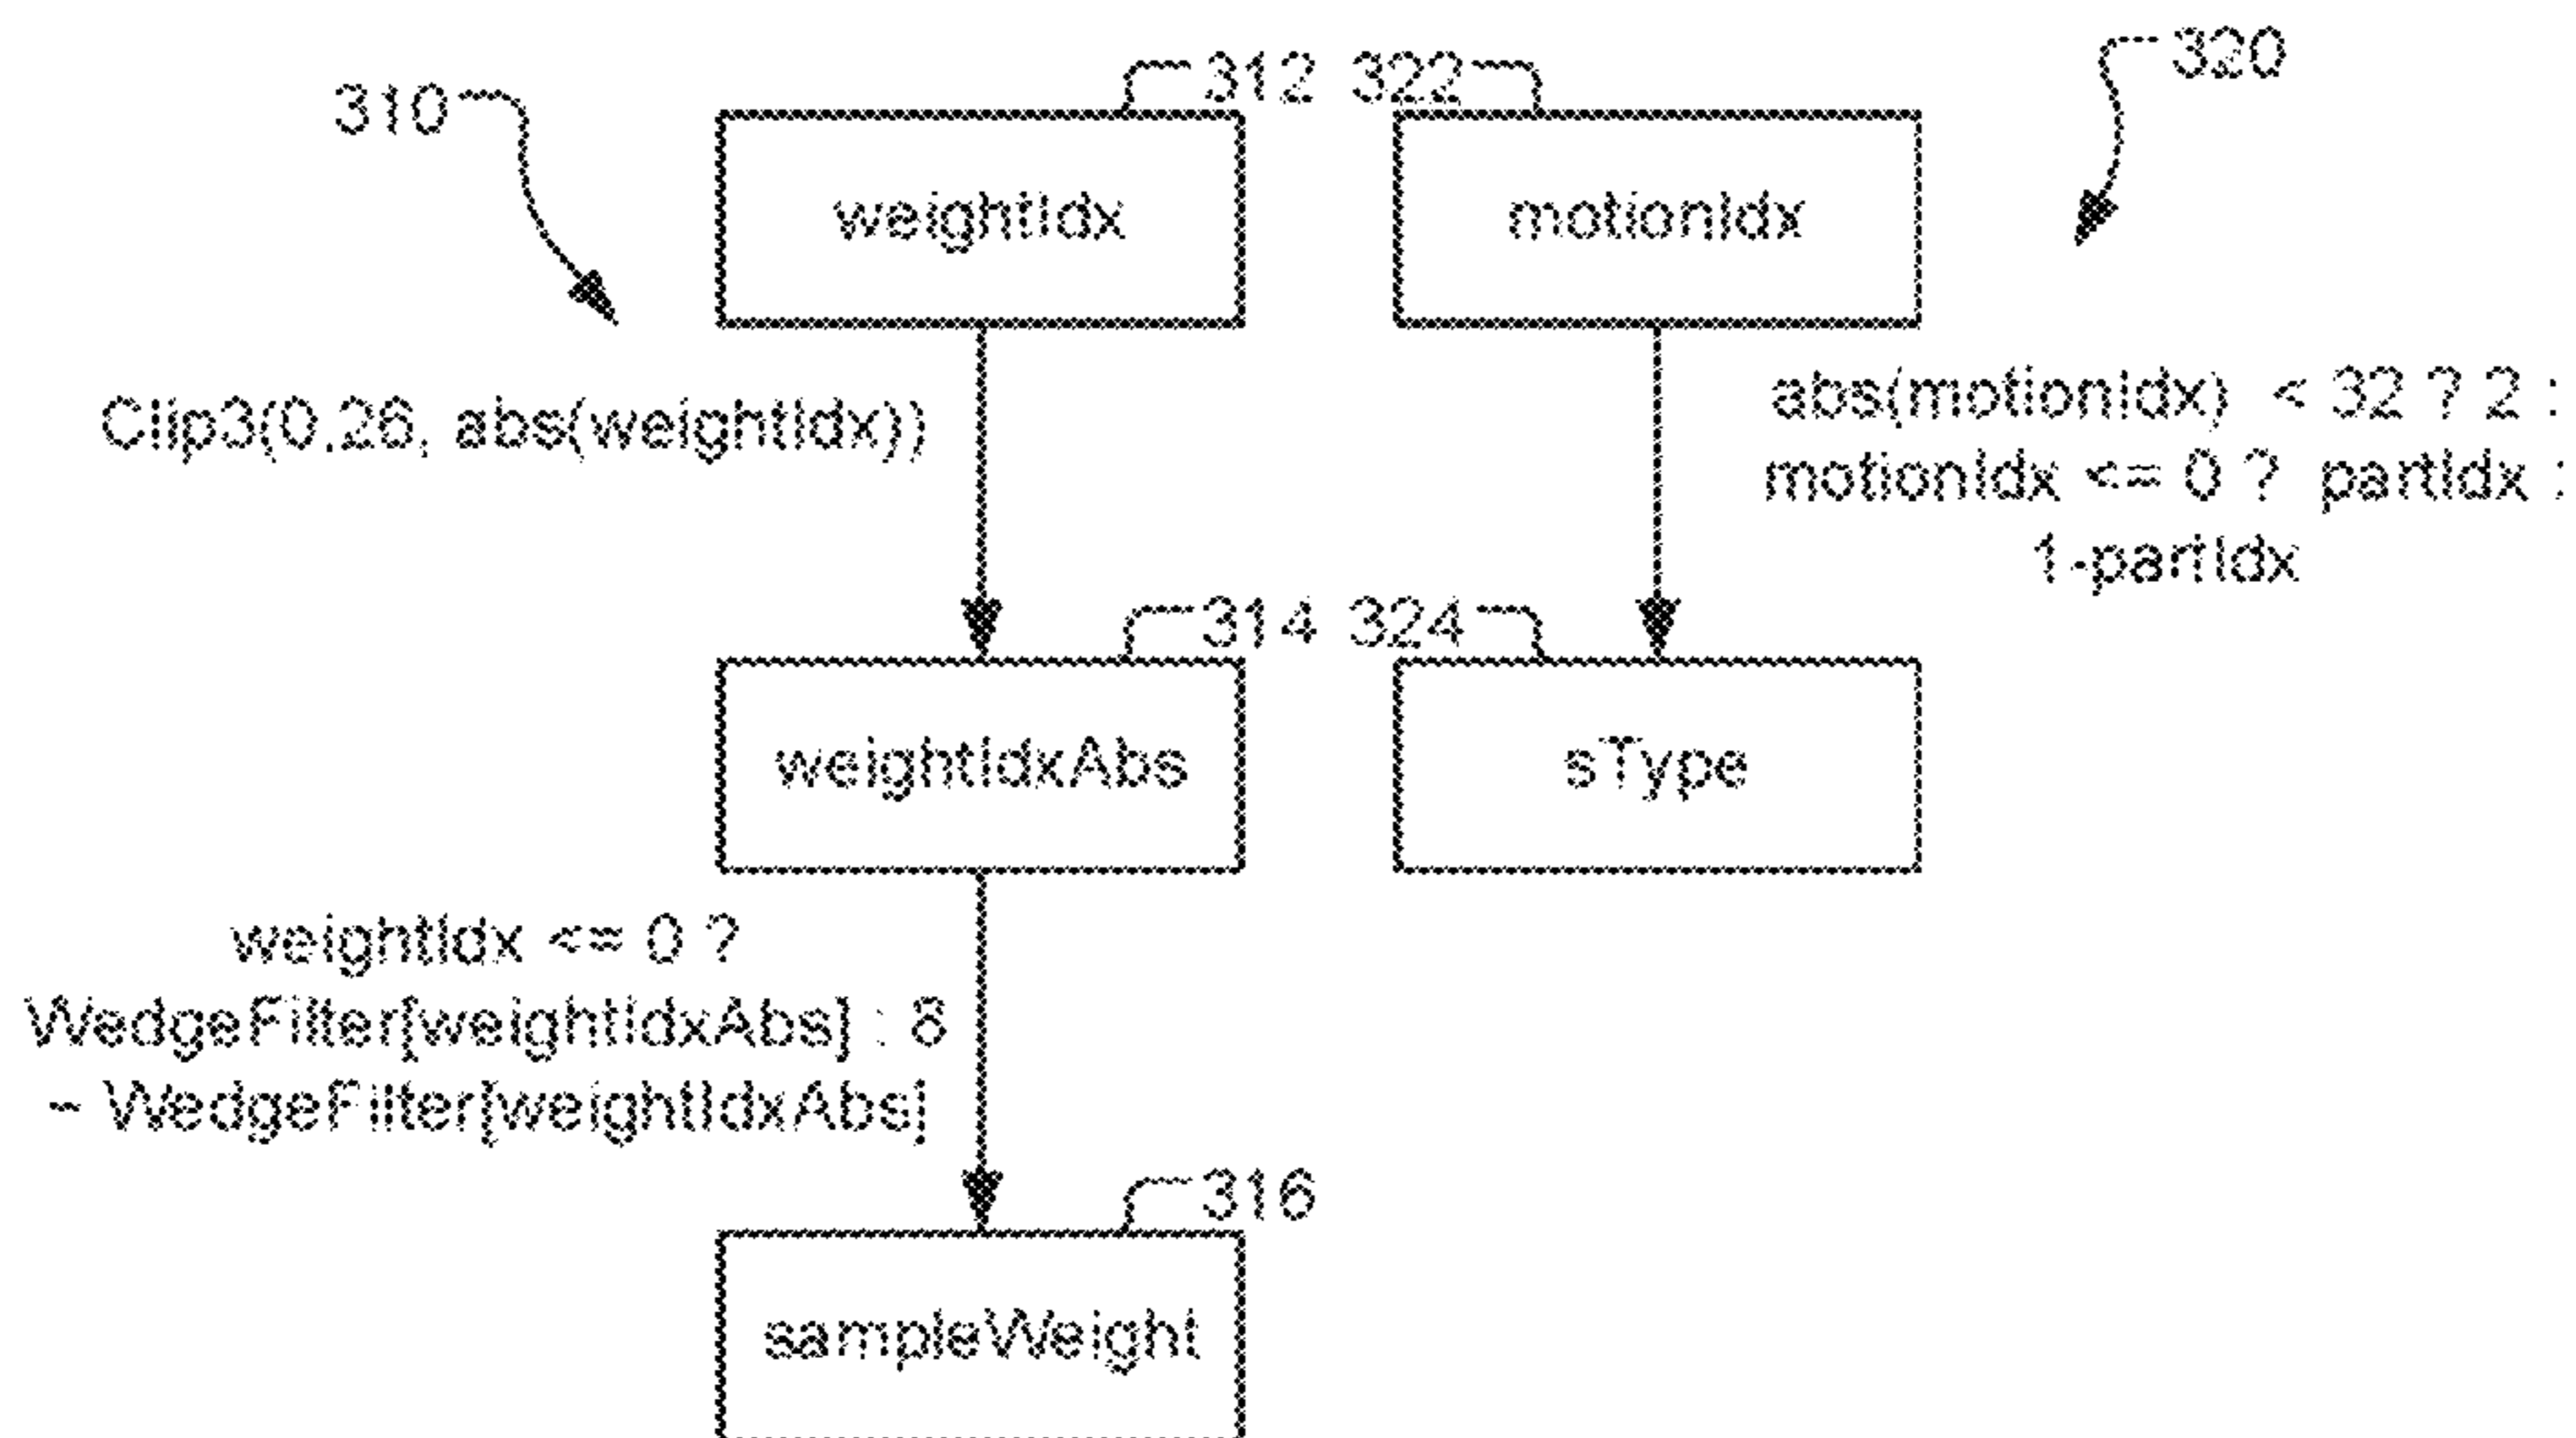 310
312 322
320
weightIdx
motionIdx
Clip3(0,26, abs(weightIdx))
abs(motionIdx) < 32 ? 2 :
motionIdx <= 0 ? partIdx :
1-partIdx
314 324
weightIdxAbs
sType
weightIdx <= 0 ?
WedgeFilter[weightIdxAbs] : 8
- WedgeFilter[weightIdxAbs]
316
sampleWeight